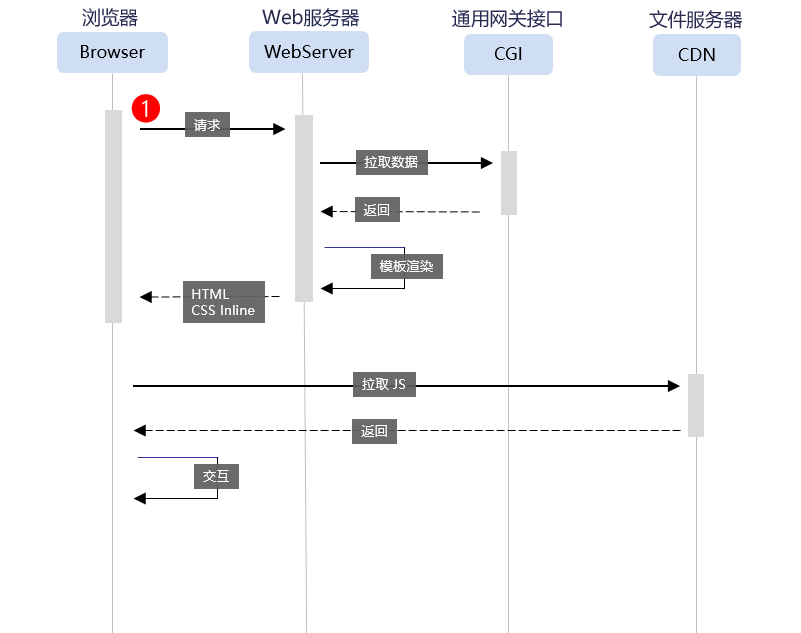 浏览器
Web服务器
通用网关接口
文件服务器
Browser
WebServer
CGI
CDN
1
请求
拉取数据
返回
模板渲染
HTML
CSS Inline
拉取 JS
返回
交互